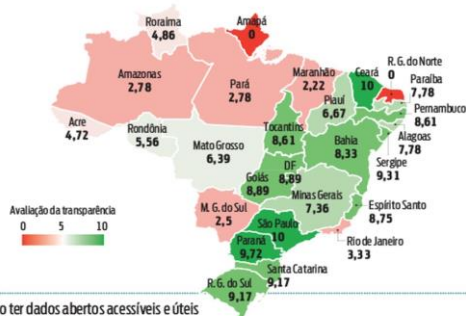 Roraima
4,86
Amapá
0
Amazonas
2,78
Pará
2,78
Maranhão
2,22
Ceará
10
R. G. do Norte
0
Paraíba
7,78
Piauí
6,67
Pernambuco
8,61
Acre
4,72
Rondônia
5,56
Tocantins
8,61
Alagoas
7,78
Mato Grosso
6,39
Bahia
8,33
Sergipe
9,31
DF
8,89
Goiás
8,89
Minas Gerais
7,36
Espírito Santo
8,75
M. G. do Sul
2,5
São Paulo
10
Rio de Janeiro
3,33
Paraná
9,72
Santa Catarina
9,17
R. G. do Sul
9,17
Avaliação da transparência
0 5 10
o ter dados abertos acessíveis e úteis